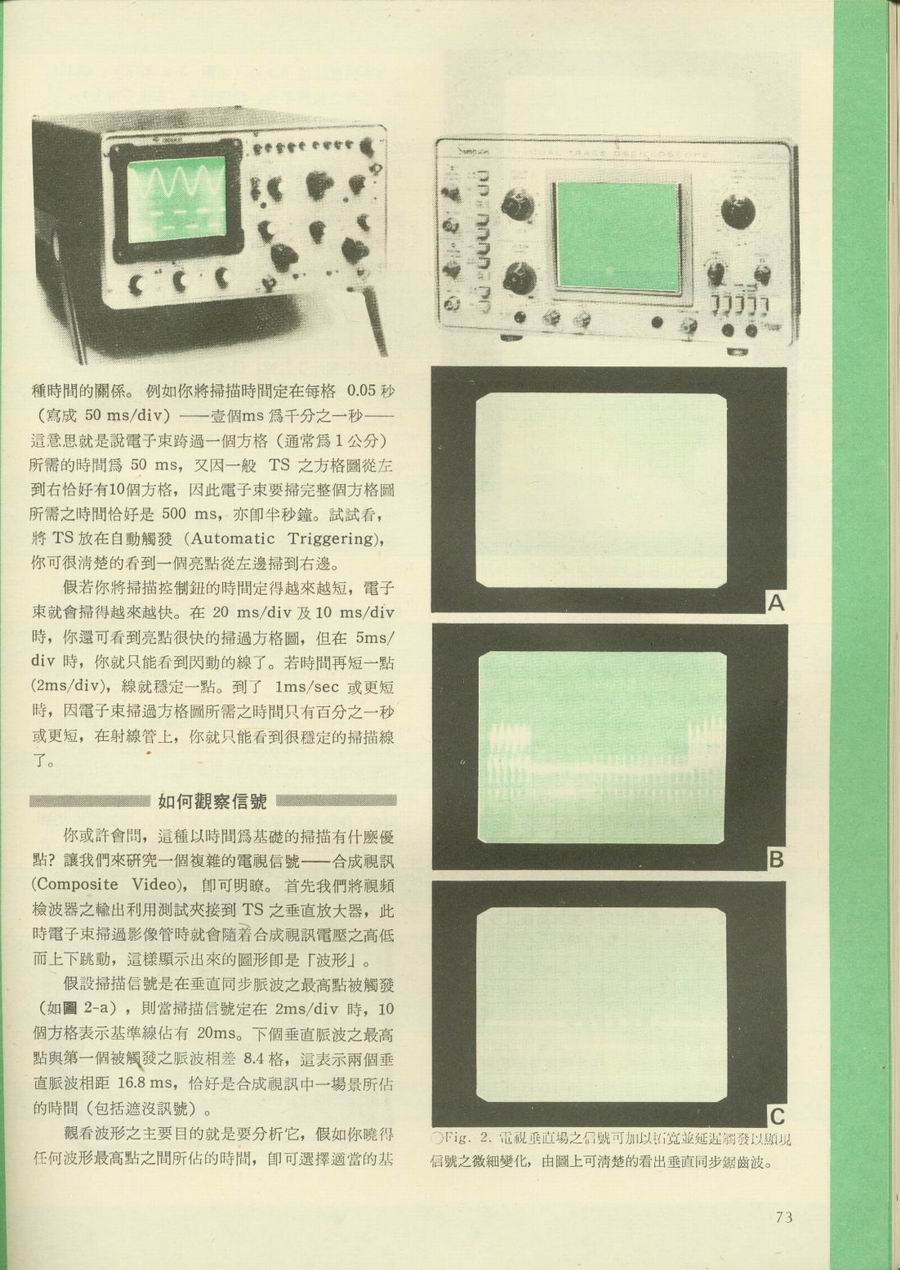 Simpson
DUAL TRACE OSCILLOSCOPE
種時間的關係。例如你將掃描時間定在每格 0.05 秒
（寫成 50 ms/div）——壹個ms 爲千分之一秒——
這意思就是說電子束跨過一個方格（通常爲 1 公分）
所需的時間爲 50 ms，又因一般 TS 之方格圖從左
到右恰好有10個方格，因此電子束要掃完整個方格圖
所需之時間恰好是 500 ms，亦卽半秒鐘。試試看，
將 TS 放在自動觸發（Automatic Triggering），
你可很清楚的看到一個亮點從左邊掃到右邊。
假若你將掃描控制鈕的時間定得越來越短，電子
束就會掃得越來越快。在 20 ms/div 及 10 ms/div
時，你還可看到亮點很快的掃過方格圖，但在 5ms/
div 時，你就只能看到閃動的線了。若時間再短一點
(2ms/div)，線就穩定一點。到了 1ms/sec 或更短
時，因電子束掃過方格圖所需之時間只有百分之一秒
或更短，在射線管上，你就只能看到很穩定的掃描線
了。
如何觀察信號
你或許會問，這種以時間爲基礎的掃描有什麼優
點？讓我們來研究一個複雜的電視信號——合成視訊
(Composite Video)，卽可明瞭。首先我們將視頻
檢波器之輸出利用測試夾接到 TS 之垂直放大器，此
時電子束掃過影像管時就會隨着合成視訊電壓之高低
而上下跳動，這樣顯示出來的圖形卽是「波形」。
假設掃描信號是在垂直同步脈波之最高點被觸發
（如圖 2-a），則當掃描信號定在 2ms/div 時，10
個方格表示基準線佔有 20ms。下個垂直脈波之最高
點與第一個被觸發之脈波相差 8.4 格，這表示兩個垂
直脈波相距 16.8 ms，恰好是合成視訊中一場景所佔
的時間（包括遮沒訊號）。
觀看波形之主要目的就是要分析它，假如你曉得
任何波形最高點之間所佔的時間，卽可選擇適當的基
A
B
C
○Fig. 2. 電視垂直場之信號可加以拓寬並延遲觸發以顯現
信號之微細變化，由圖上可清楚的看出垂直同步鋸齒波。
73